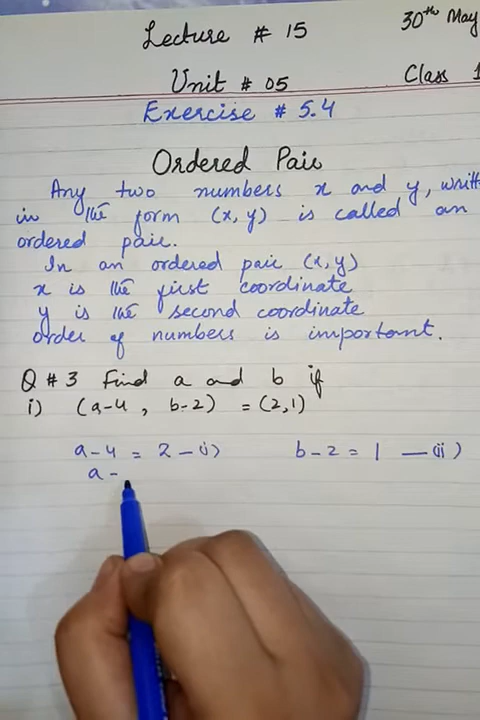 Lecture # 15
30th May
Unit # 05
Class 1
Exercise # 5.4
Ordered Pair
Any two numbers x and y, writt
in the form (x, y) is called an
ordered pair.
In an ordered pair (x, y)
x is the first coordinate
y is the second coordinate
order of numbers is important.
Q # 3 Find a and b if
i) (a-4, b-2) = (2,1)
a-4 = 2 —(i) b-2 = 1 —(ii)
a -